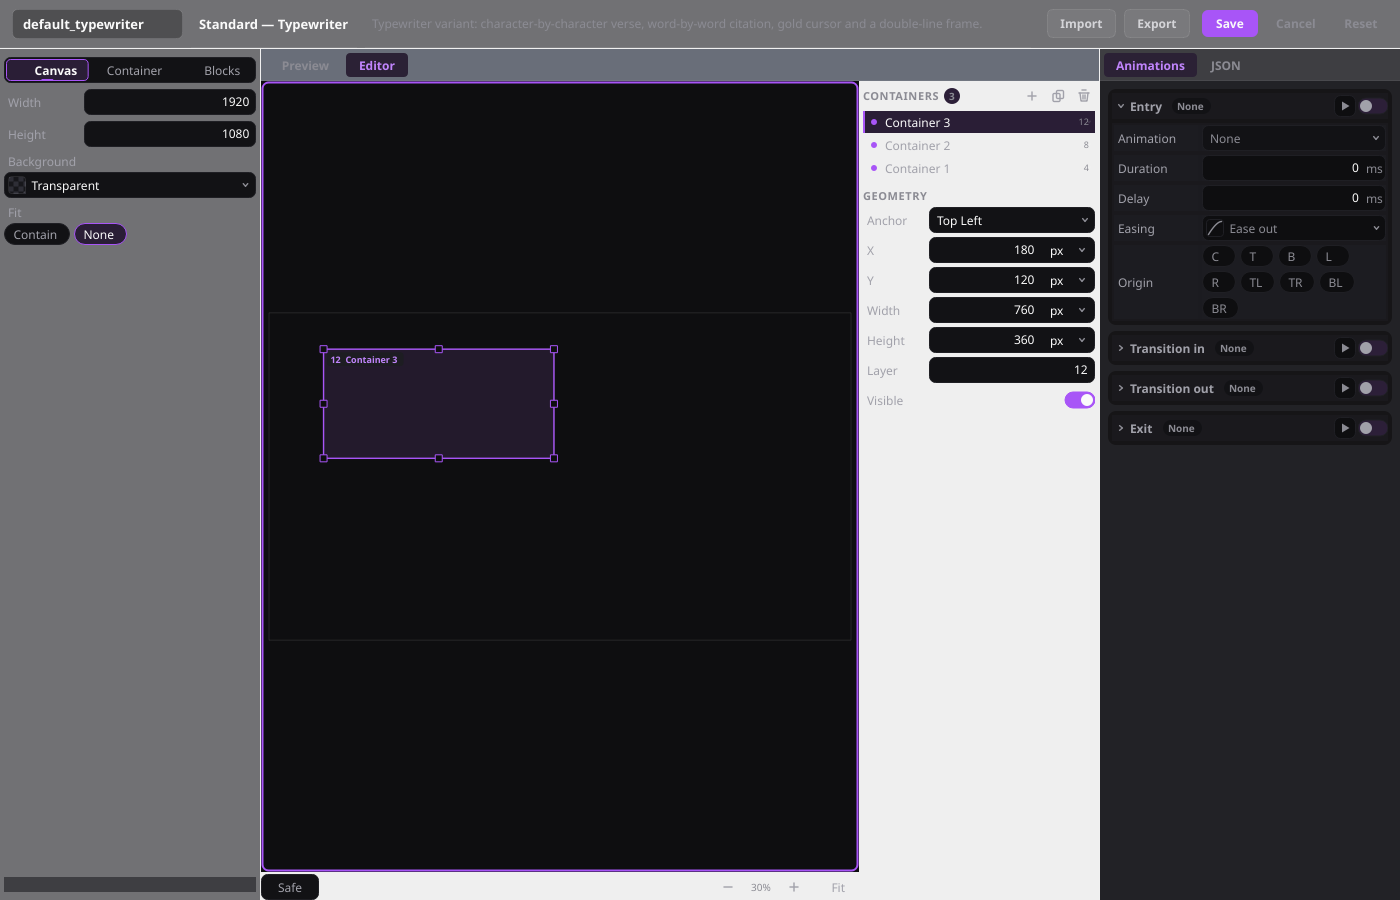 default_typewriter Standard — Typewriter Typewriter variant: character-by-character verse, word-by-word citation, gold cursor and a double-line frame. Import Export Save Cancel Reset
Canvas Container Blocks
Width 1920
Height 1080
Background
Transparent
Fit
Contain None
Preview Editor
12 Container 3
Safe 30% Fit
CONTAINERS 3
Container 3 12
Container 2 8
Container 1 4
GEOMETRY
Anchor Top Left
X 180 px
Y 120 px
Width 760 px
Height 360 px
Layer 12
Visible
Animations JSON
Entry None
Animation None
Duration 0 ms
Delay 0 ms
Easing Ease out
Origin C T B L
R TL TR BL
BR
Transition in None
Transition out None
Exit None